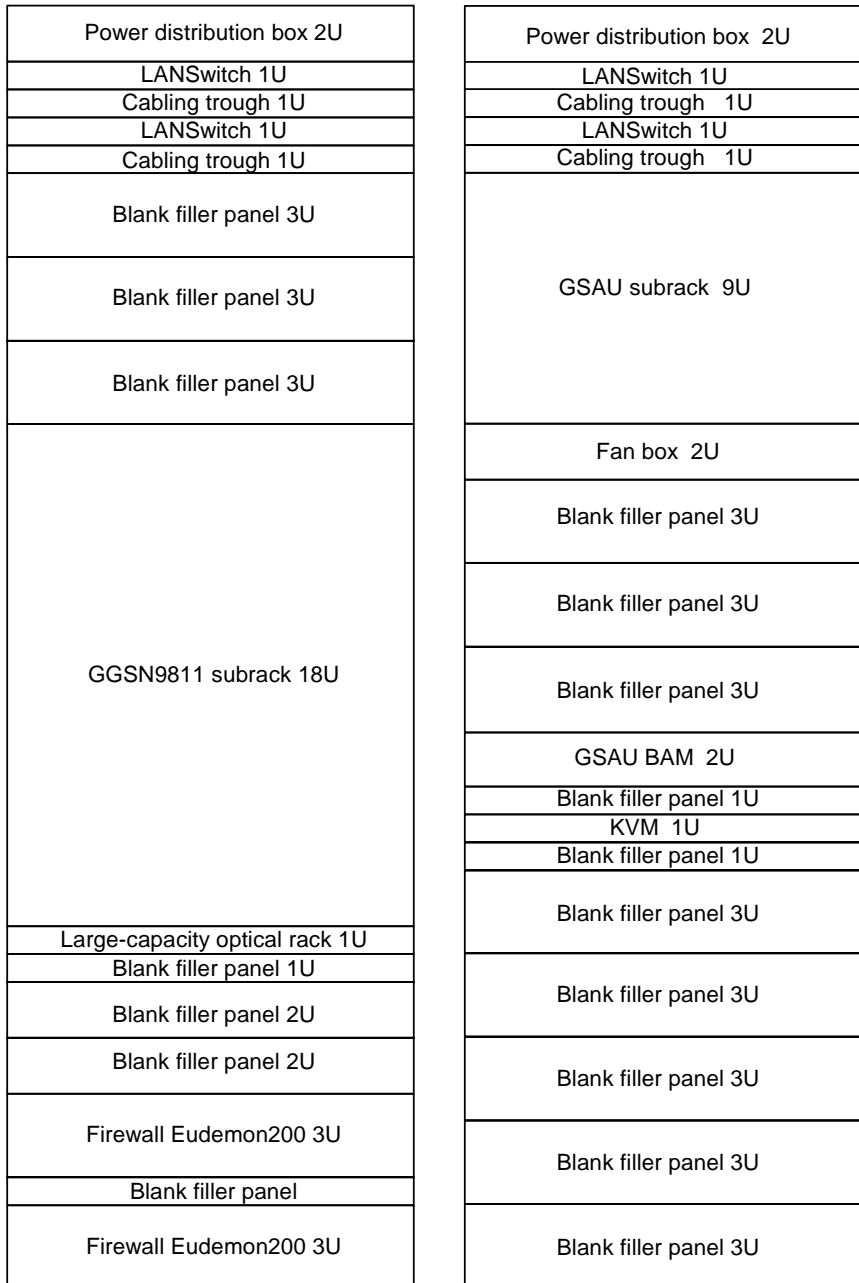 Power distribution box 2U
LANSwitch 1U
Cabling trough 1U
LANSwitch 1U
Cabling trough 1U
Blank filler panel 3U
Blank filler panel 3U
Blank filler panel 3U
GGSN9811 subrack 18U
Large-capacity optical rack 1U
Blank filler panel 1U
Blank filler panel 2U
Blank filler panel 2U
Firewall Eudemon200 3U
Blank filler panel
Firewall Eudemon200 3U
Power distribution box 2U
LANSwitch 1U
Cabling trough 1U
LANSwitch 1U
Cabling trough 1U
GSAU subrack 9U
Fan box 2U
Blank filler panel 3U
Blank filler panel 3U
Blank filler panel 3U
GSAU BAM 2U
Blank filler panel 1U
KVM 1U
Blank filler panel 1U
Blank filler panel 3U
Blank filler panel 3U
Blank filler panel 3U
Blank filler panel 3U
Blank filler panel 3U